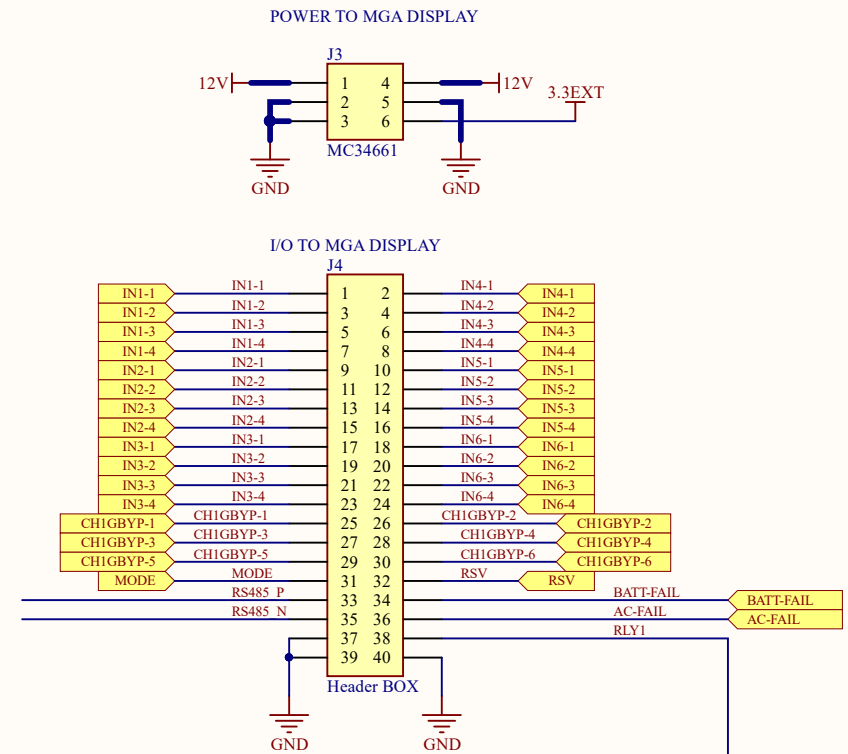 POWER TO MGA DISPLAY
J3
12V 1 4 12V
2 5 3.3EXT
3 6
MC34661
GND GND
I/O TO MGA DISPLAY
J4
IN1-1 IN1-1 1 2 IN4-1 IN4-1
IN1-2 IN1-2 3 4 IN4-2 IN4-2
IN1-3 IN1-3 5 6 IN4-3 IN4-3
IN1-4 IN1-4 7 8 IN4-4 IN4-4
IN2-1 IN2-1 9 10 IN5-1 IN5-1
IN2-2 IN2-2 11 12 IN5-2 IN5-2
IN2-3 IN2-3 13 14 IN5-3 IN5-3
IN2-4 IN2-4 15 16 IN5-4 IN5-4
IN3-1 IN3-1 17 18 IN6-1 IN6-1
IN3-2 IN3-2 19 20 IN6-2 IN6-2
IN3-3 IN3-3 21 22 IN6-3 IN6-3
IN3-4 IN3-4 23 24 IN6-4 IN6-4
CH1GBYP-1 CH1GBYP-1 25 26 CH1GBYP-2 CH1GBYP-2
CH1GBYP-3 CH1GBYP-3 27 28 CH1GBYP-4 CH1GBYP-4
CH1GBYP-5 CH1GBYP-5 29 30 CH1GBYP-6 CH1GBYP-6
MODE MODE 31 32 RSV RSV
RS485_P 33 34 BATT-FAIL BATT-FAIL
RS485_N 35 36 AC-FAIL AC-FAIL
37 38 RLY1
39 40
Header BOX
GND GND